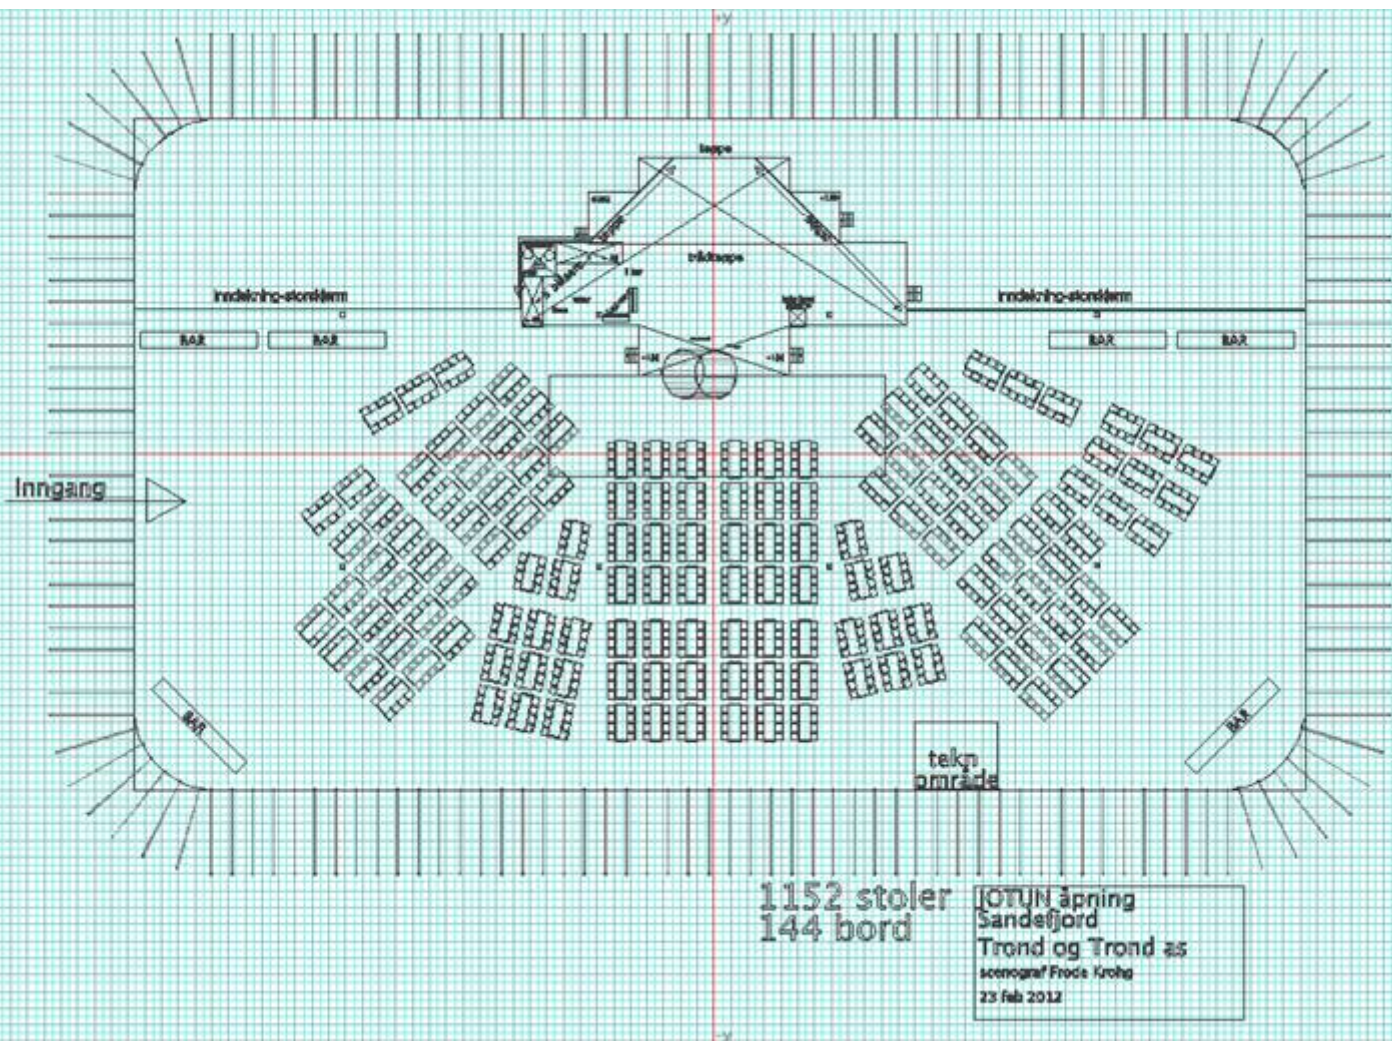 +y
teppe
trådteppe
inndekning-storskjerm
inndekning-storskjerm
BAR
BAR
BAR
BAR
Inngang
BAR
BAR
tekn
område
1152 stoler
144 bord
JOTUN åpning
Sandefjord
Trond og Trond as
scenograf Frode Krohg
23 feb 2012
-y